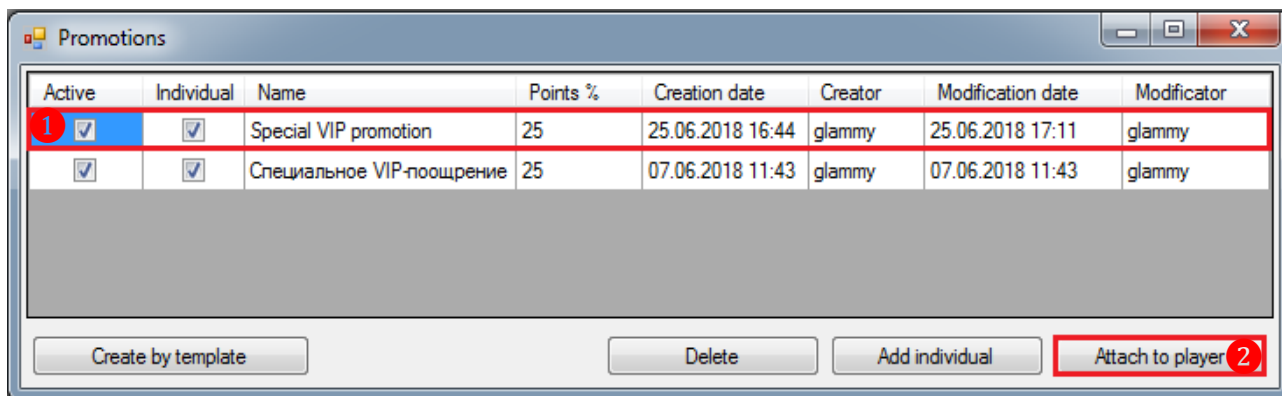 Promotions
Active Individual Name Points % Creation date Creator Modification date Modificator
1 Special VIP promotion 25 25.06.2018 16:44 glammy 25.06.2018 17:11 glammy
Специальное VIP-поощрение 25 07.06.2018 11:43 glammy 07.06.2018 11:43 glammy
Create by template Delete Add individual Attach to player 2